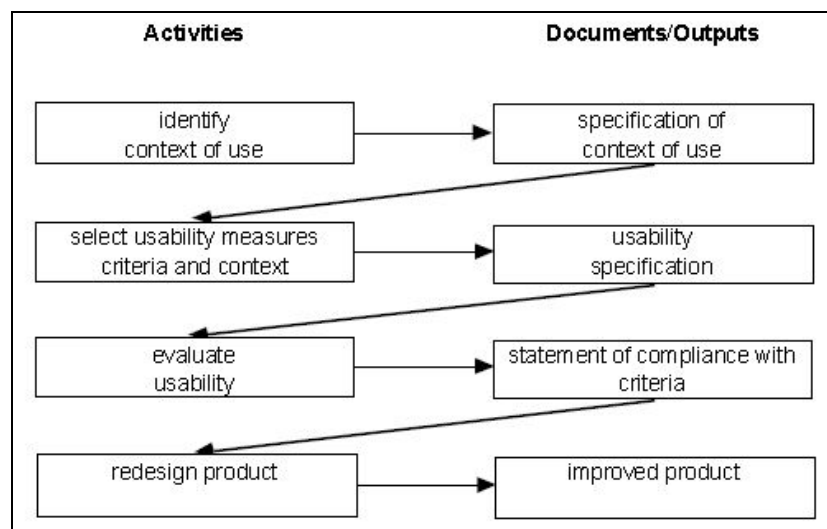 Activities
Documents/Outputs
identify
context of use
specification of
context of use
select usability measures
criteria and context
usability
specification
evaluate
usability
statement of compliance with
criteria
redesign product
improved product